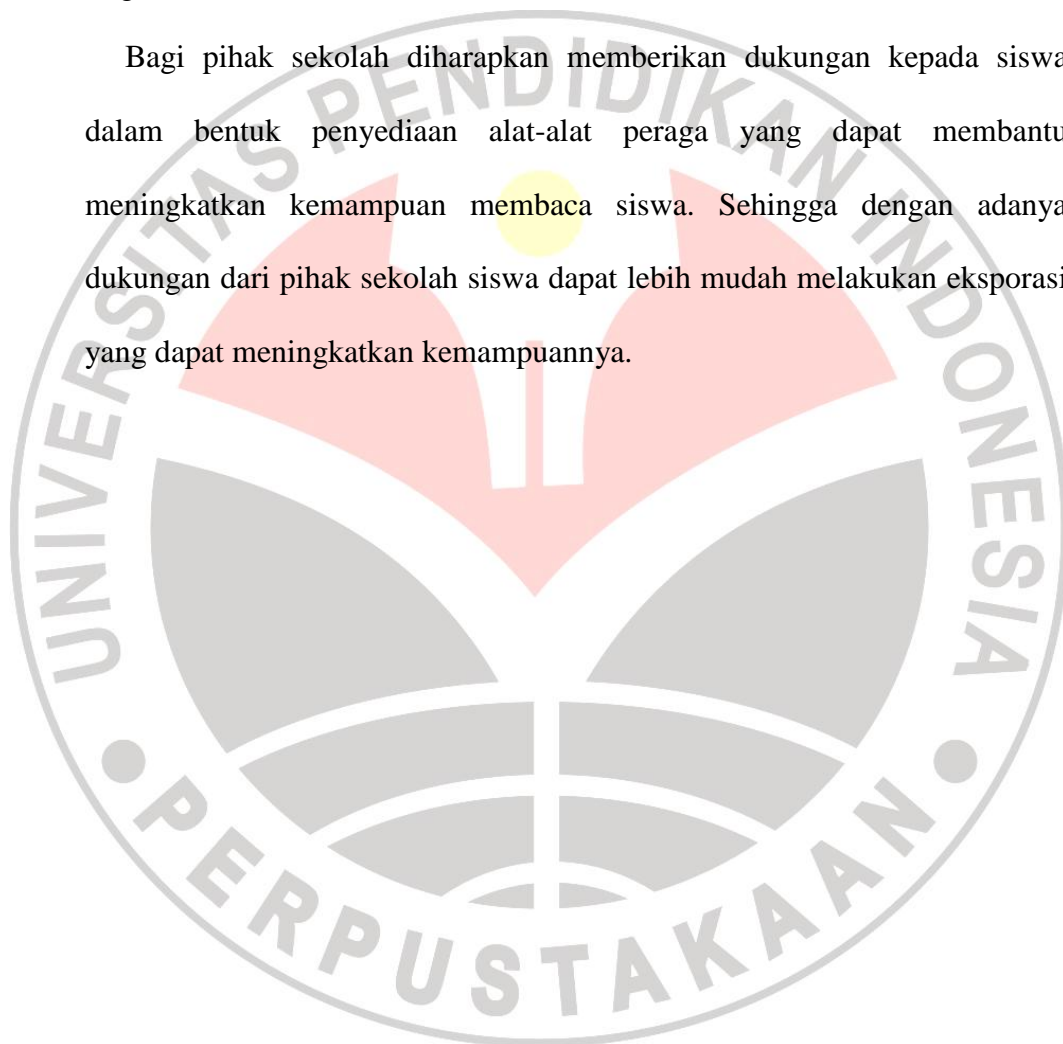 Bagi pihak sekolah diharapkan memberikan dukungan kepada siswa
dalam bentuk penyediaan alat-alat peraga yang dapat membantu
meningkatkan kemampuan membaca siswa. Sehingga dengan adanya
dukungan dari pihak sekolah siswa dapat lebih mudah melakukan eksporasi
yang dapat meningkatkan kemampuannya.
UNIVERSITAS PENDIDIKAN INDONESIA
PERPUSTAKAAN